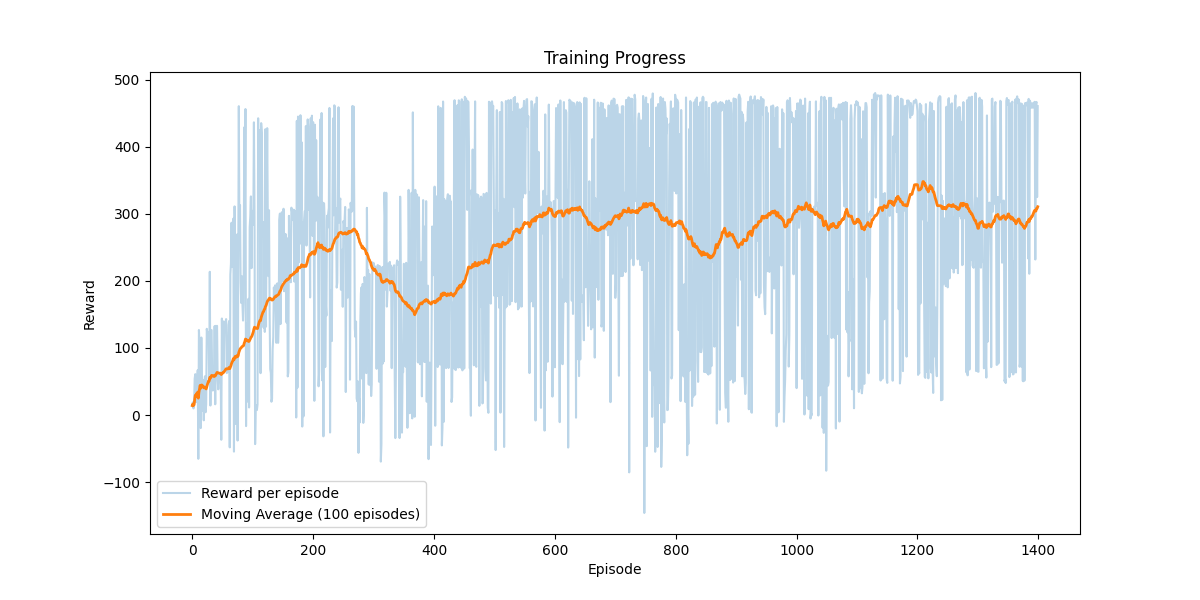 Training Progress
500
400
300
200
100
0
−100
Reward
Reward per episode
Moving Average (100 episodes)
0 200 400 600 800 1000 1200 1400
Episode